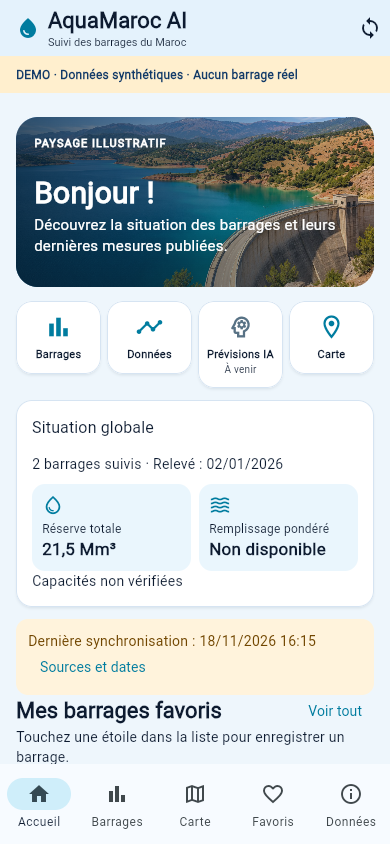 AquaMaroc AI
Suivi des barrages du Maroc
DEMO · Données synthétiques · Aucun barrage réel
PAYSAGE ILLUSTRATIF
Bonjour !
Découvrez la situation des barrages et leurs
dernières mesures publiées.
Barrages
Données
Prévisions IA
À venir
Carte
Situation globale
2 barrages suivis · Relevé : 02/01/2026
Réserve totale
21,5 Mm³
Remplissage pondéré
Non disponible
Capacités non vérifiées
Dernière synchronisation : 18/11/2026 16:15
Sources et dates
Mes barrages favoris
Voir tout
Touchez une étoile dans la liste pour enregistrer un
barrage.
Accueil
Barrages
Carte
Favoris
Données